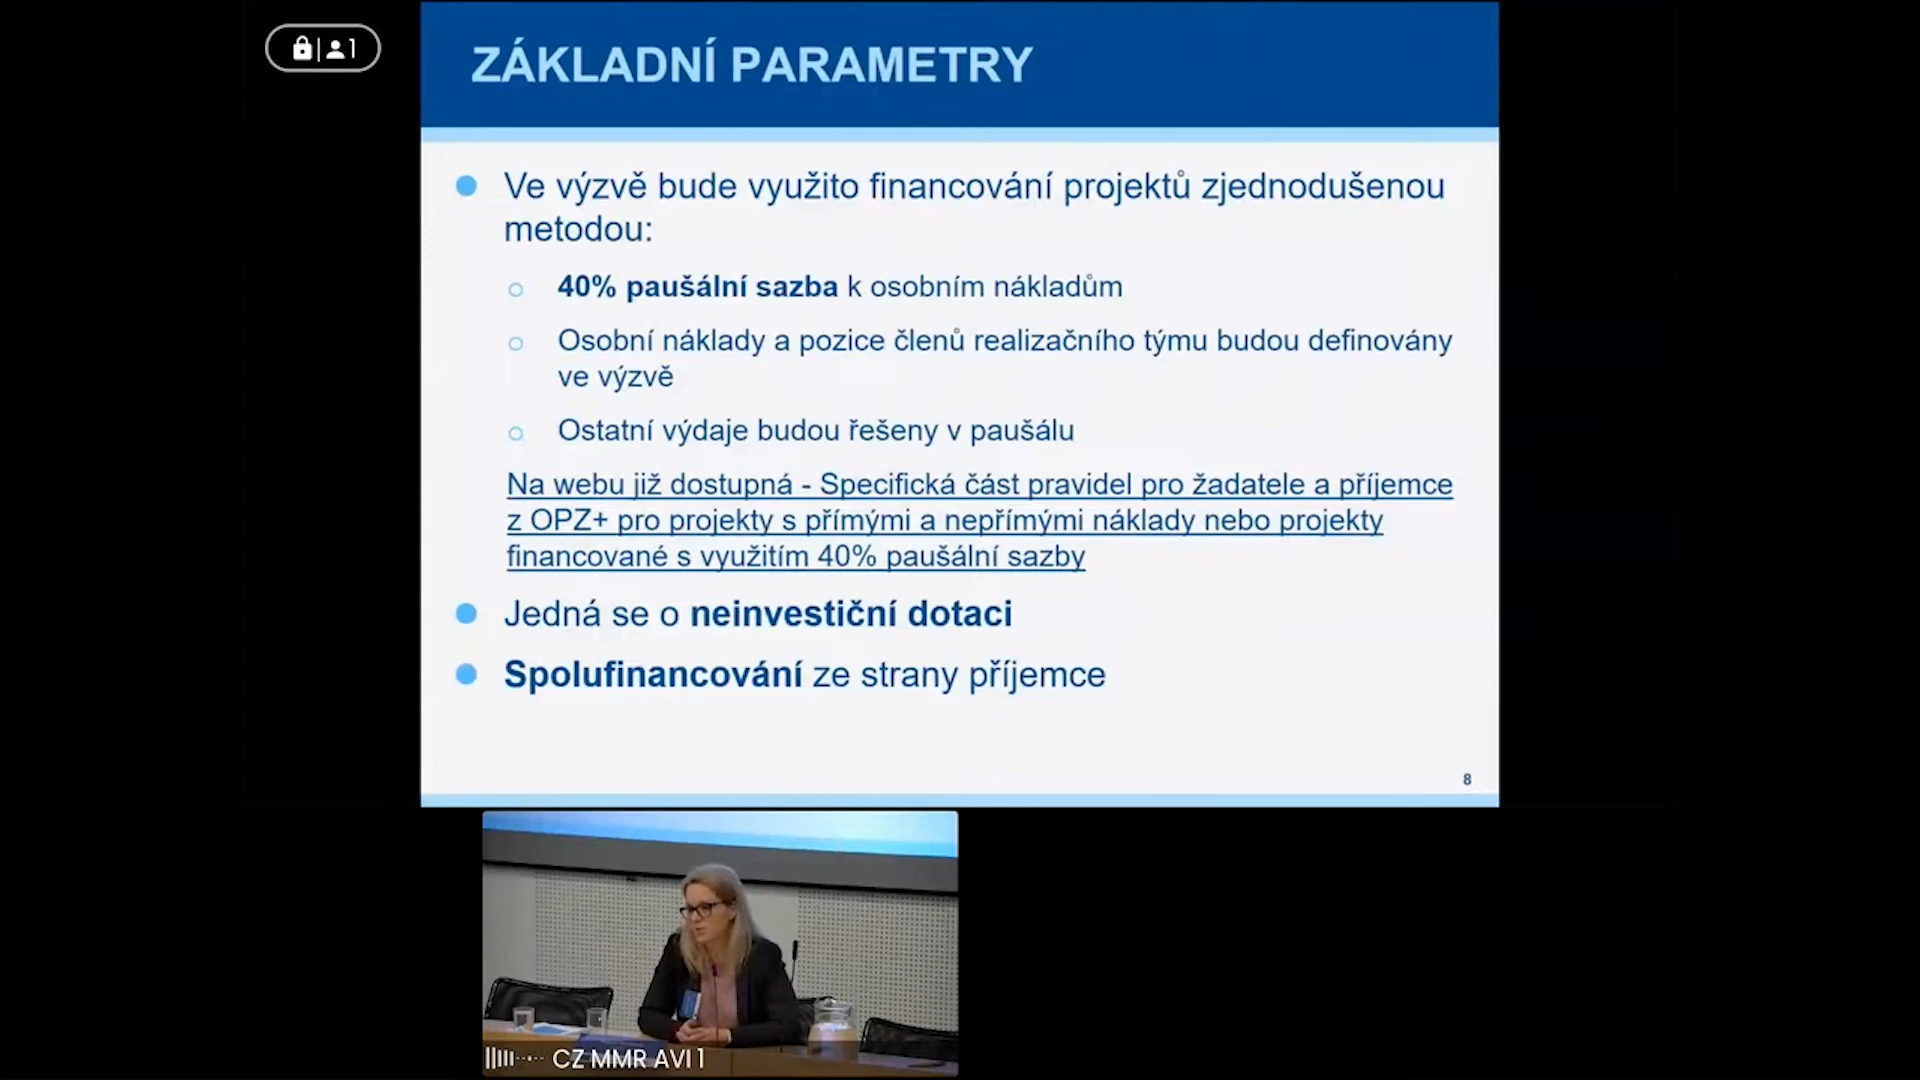 1
ZÁKLADNÍ PARAMETRY
Ve výzvě bude využito financování projektů zjednodušenou
metodou:
40% paušální sazba k osobním nákladům
Osobní náklady a pozice členů realizačního týmu budou definovány
ve výzvě
Ostatní výdaje budou řešeny v paušálu
Na webu již dostupná - Specifická část pravidel pro žadatele a příjemce
z OPZ+ pro projekty s přímými a nepřímými náklady nebo projekty
financované s využitím 40% paušální sazby
Jedná se o neinvestiční dotaci
Spolufinancování ze strany příjemce
8
CZ MMR AVI 1